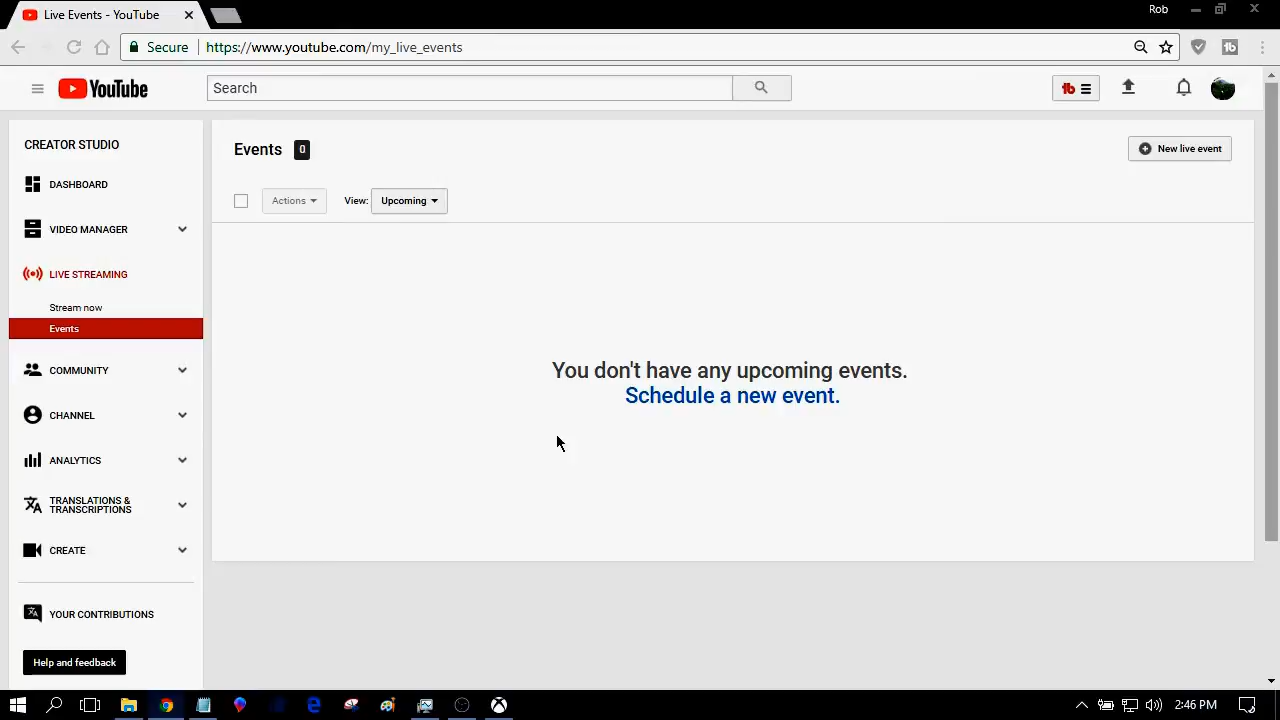 Live Events - YouTube
Rob
Secure
https://www.youtube.com/my_live_events
YouTube
Search
CREATOR STUDIO
DASHBOARD
VIDEO MANAGER
LIVE STREAMING
Stream now
Events
COMMUNITY
CHANNEL
ANALYTICS
TRANSLATIONS &
TRANSCRIPTIONS
CREATE
YOUR CONTRIBUTIONS
Help and feedback
Events 0
New live event
Actions
View: Upcoming
You don't have any upcoming events.
Schedule a new event.
2:46 PM